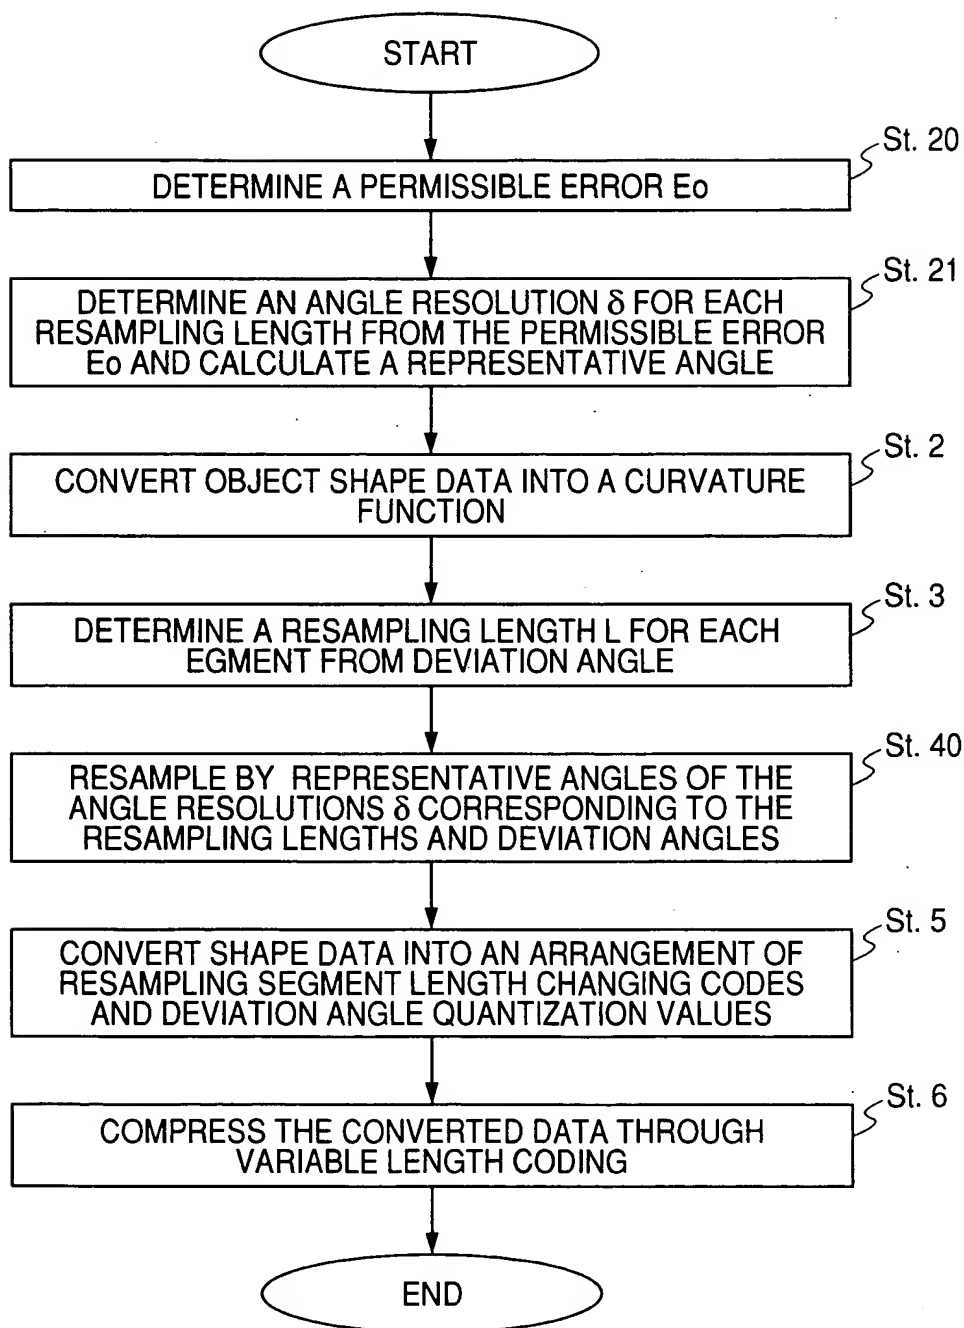 START
St. 20
DETERMINE A PERMISSIBLE ERROR Eo
St. 21
DETERMINE AN ANGLE RESOLUTION δ FOR EACH
RESAMPLING LENGTH FROM THE PERMISSIBLE ERROR
Eo AND CALCULATE A REPRESENTATIVE ANGLE
St. 2
CONVERT OBJECT SHAPE DATA INTO A CURVATURE
FUNCTION
St. 3
DETERMINE A RESAMPLING LENGTH L FOR EACH
EGMENT FROM DEVIATION ANGLE
St. 40
RESAMPLE BY REPRESENTATIVE ANGLES OF THE
ANGLE RESOLUTIONS δ CORRESPONDING TO THE
RESAMPLING LENGTHS AND DEVIATION ANGLES
St. 5
CONVERT SHAPE DATA INTO AN ARRANGEMENT OF
RESAMPLING SEGMENT LENGTH CHANGING CODES
AND DEVIATION ANGLE QUANTIZATION VALUES
St. 6
COMPRESS THE CONVERTED DATA THROUGH
VARIABLE LENGTH CODING
END